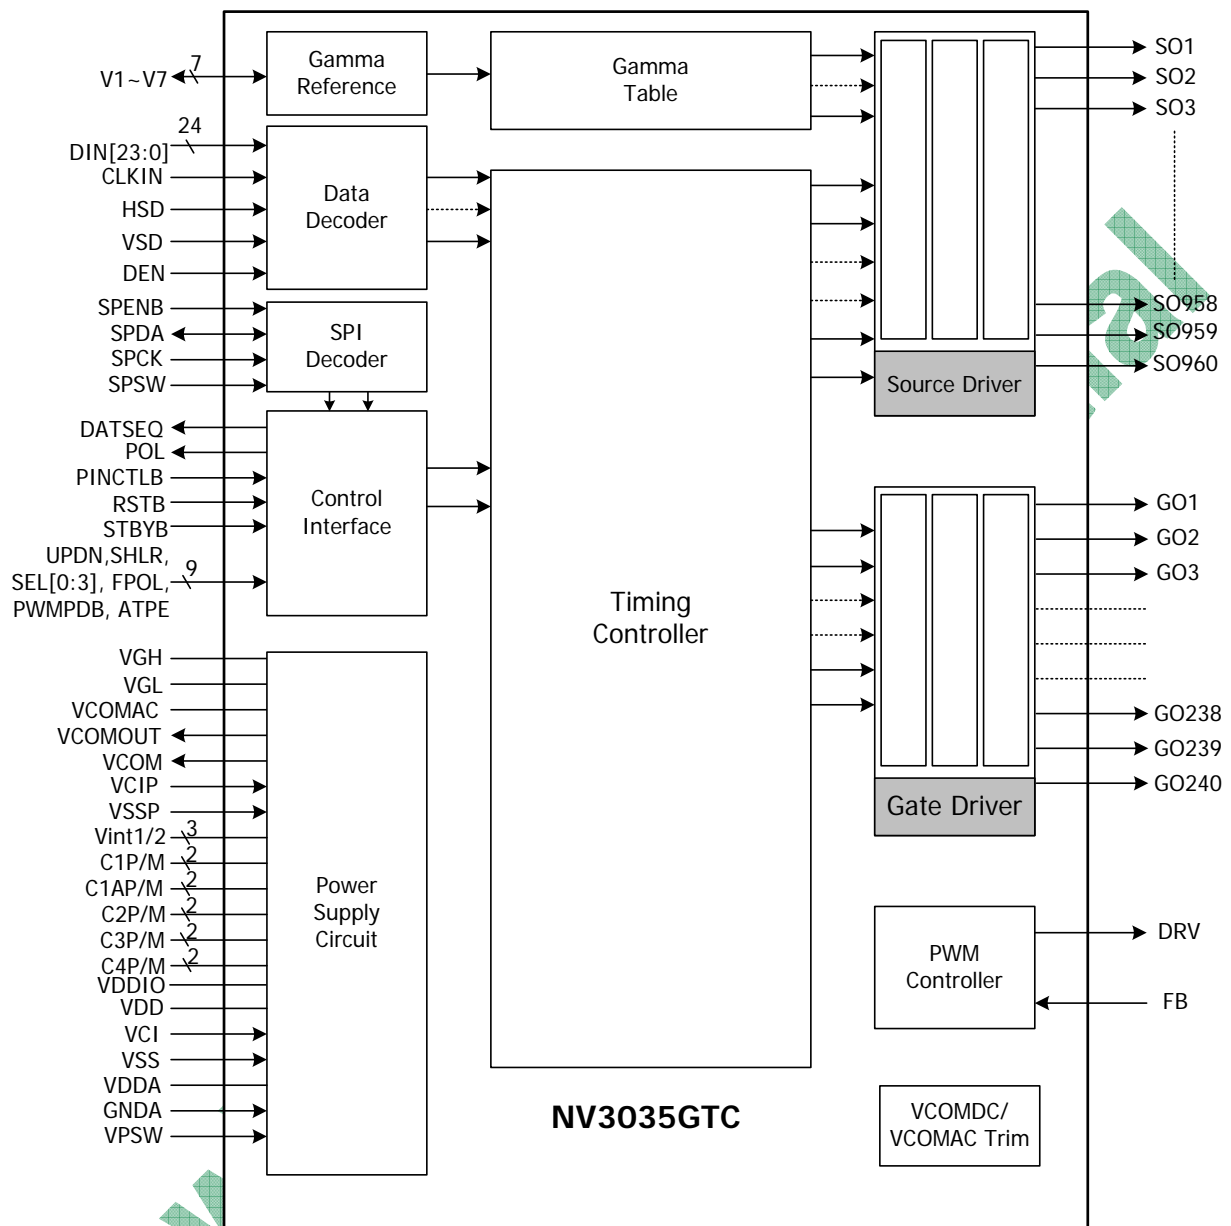 V1~V7
7
Gamma
Reference
Gamma
Table
SO1
SO2
SO3
24
DIN[23:0]
CLKIN
HSD
VSD
DEN
Data
Decoder
SPENB
SPDA
SPCK
SPSW
SPI
Decoder
SO958
SO959
SO960
Source Driver
DATSEQ
POL
PINCTLB
RSTB
STBYB
UPDN,SHLR,
SEL[0:3], FPOL,
PWMPDB, ATPE
9
Control
Interface
Timing
Controller
GO1
GO2
GO3
GO238
GO239
GO240
Gate Driver
VGH
VGL
VCOMAC
VCOMOUT
VCOM
VCIP
VSSP
Vint1/2
3
C1P/M
2
C1AP/M
2
C2P/M
2
C3P/M
2
C4P/M
2
VDDIO
VDD
VCI
VSS
VDDA
GNDA
VPSW
Power
Supply
Circuit
PWM
Controller
DRV
FB
NV3035GTC
VCOMDC/
VCOMAC Trim